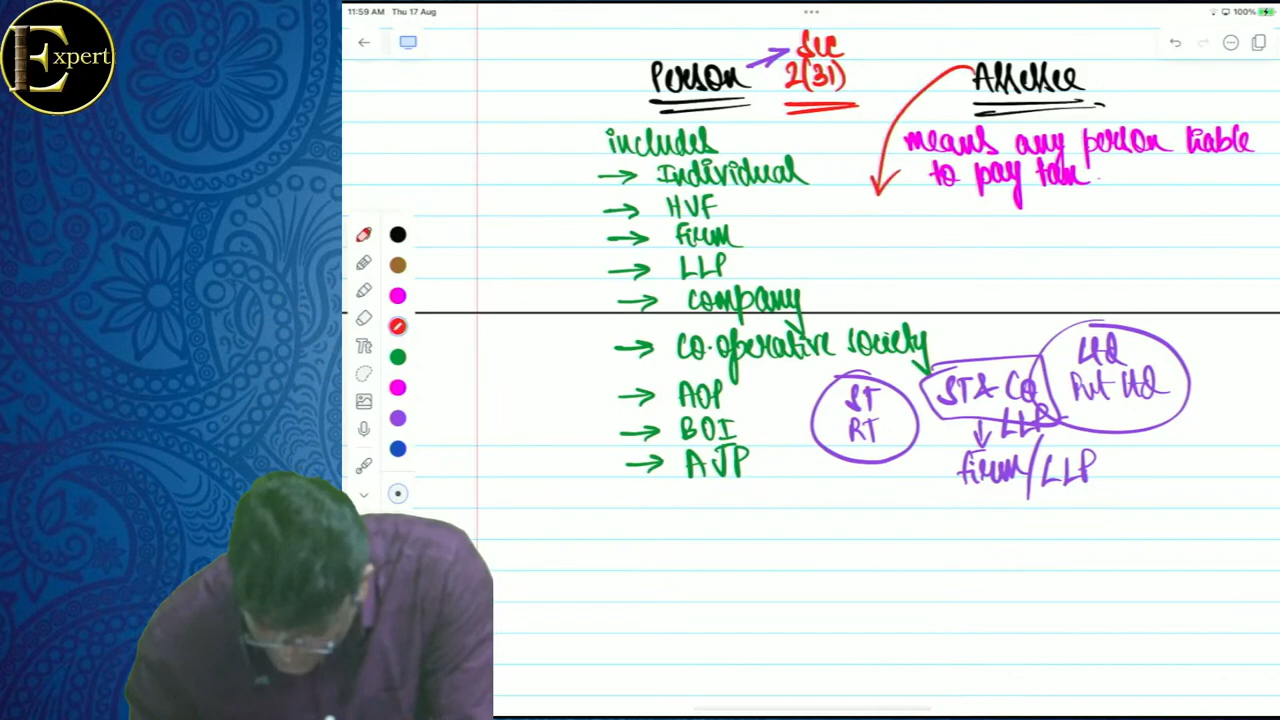 Expert
11:59 AM Thu 17 Aug
100%
Person
Sec
2(31)
Assessee
includes
→ Individual
→ HUF
→ firm
→ LLP
→ company
→ co.operative society
→ AOP
→ BOI
→ AJP
means any person liable
to pay tax.
ST
RT
ST & Co
LLP
firm/LLP
Ltd
Pvt Ltd
Tt